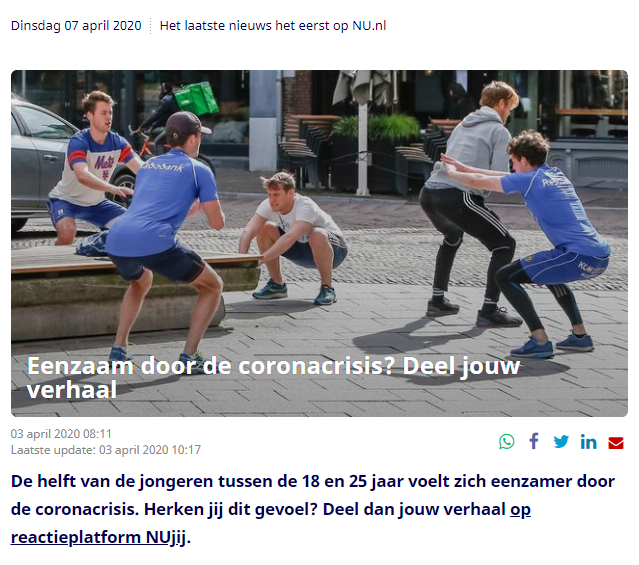 Dinsdag 07 april 2020 Het laatste nieuws het eerst op NU.nl
Mets
Rabobank
Eenzaam door de coronacrisis? Deel jouw
verhaal
03 april 2020 08:11
Laatste update: 03 april 2020 10:17
De helft van de jongeren tussen de 18 en 25 jaar voelt zich eenzamer door
de coronacrisis. Herken jij dit gevoel? Deel dan jouw verhaal op
reactieplatform NUjij.